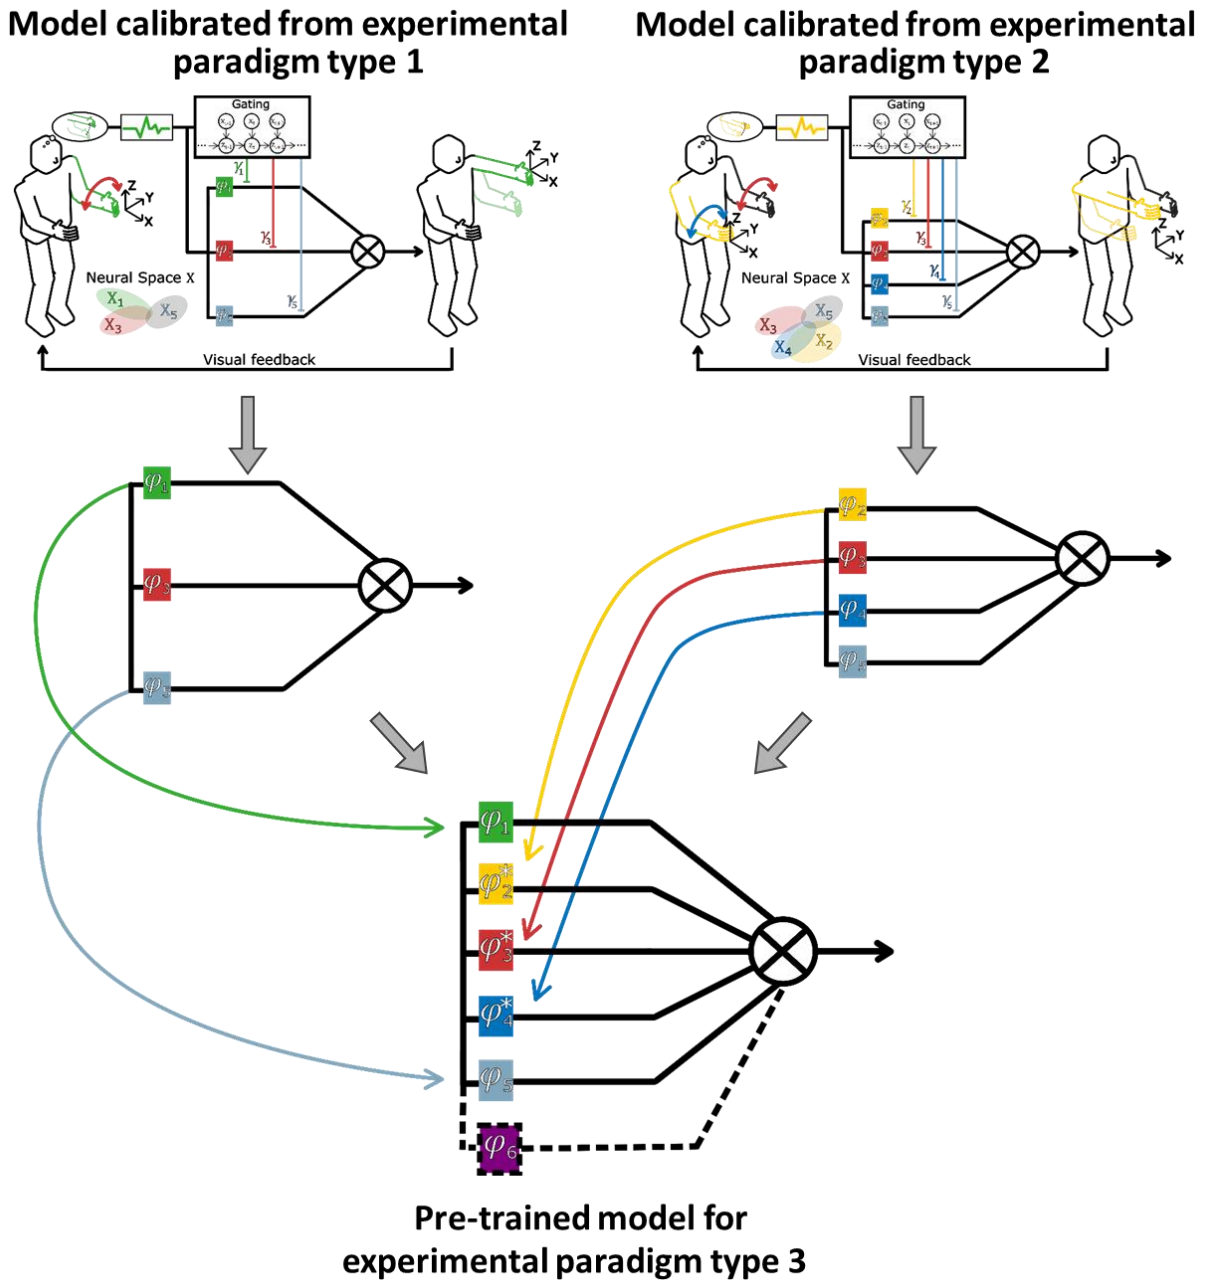 Model calibrated from experimental
paradigm type 1
Gating
γ₁
γ₃
γ₅
Z
Y
X
Z
Y
X
Neural Space X
X₁
X₃
X₅
Visual feedback
Model calibrated from experimental
paradigm type 2
Gating
γ₂
γ₃
γ₄
γ₅
Z
Y
X
Z
Y
X
Neural Space X
X₃
X₅
X₄
X₂
Visual feedback
φ₁
φ₃
φ₅
φ₂
φ₃
φ₄
φ₅
φ₁
φ₂*
φ₃*
φ₄*
φ₅
φ₆
Pre-trained model for
experimental paradigm type 3